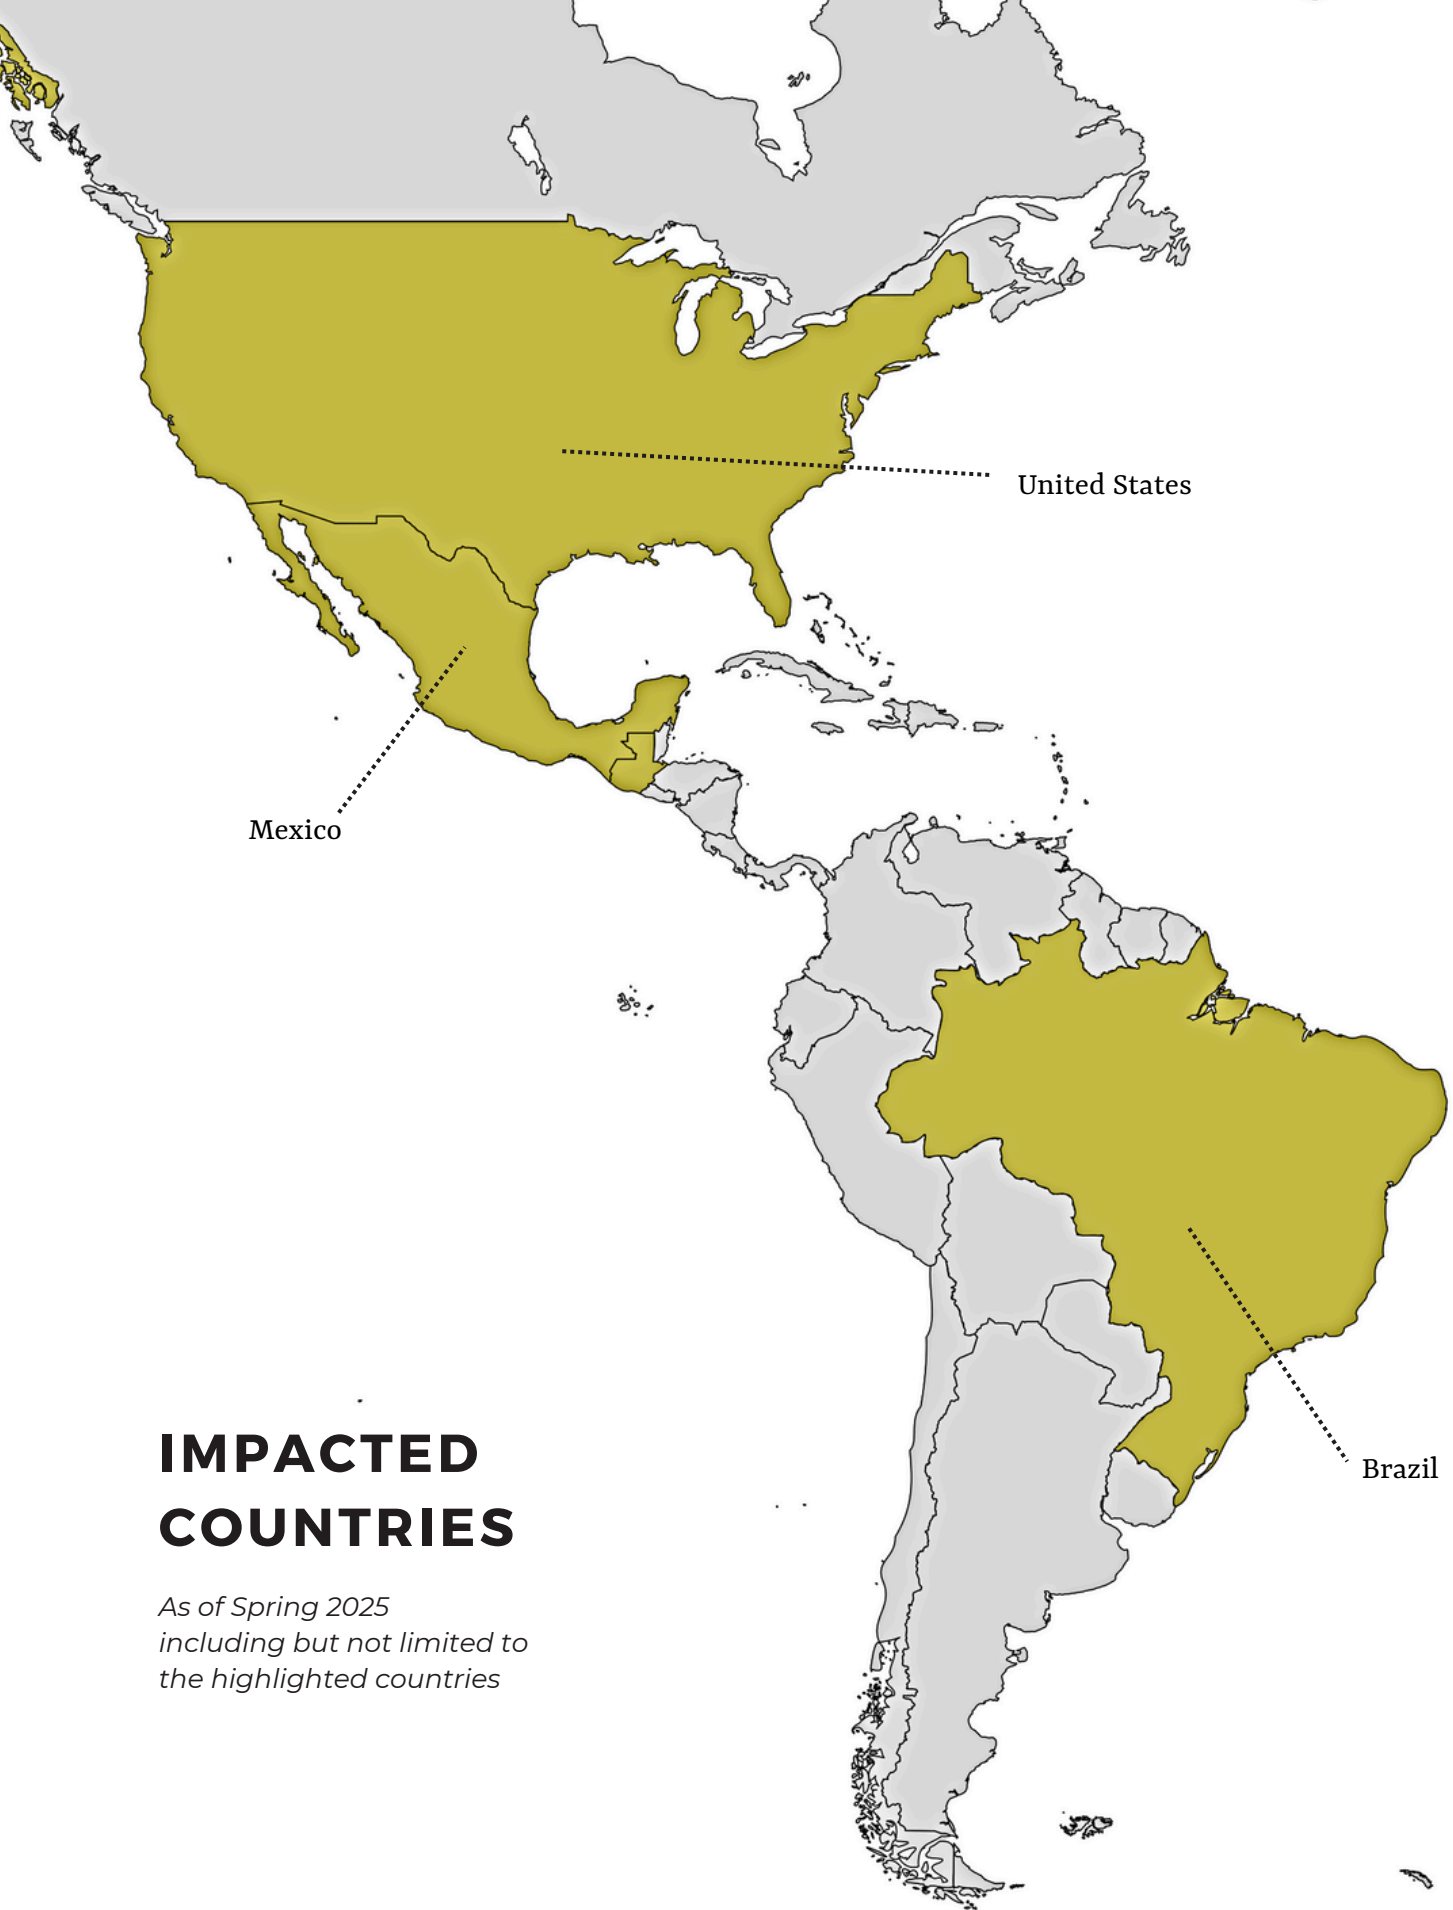 United States
Mexico
Brazil
IMPACTED
COUNTRIES
As of Spring 2025
including but not limited to
the highlighted countries